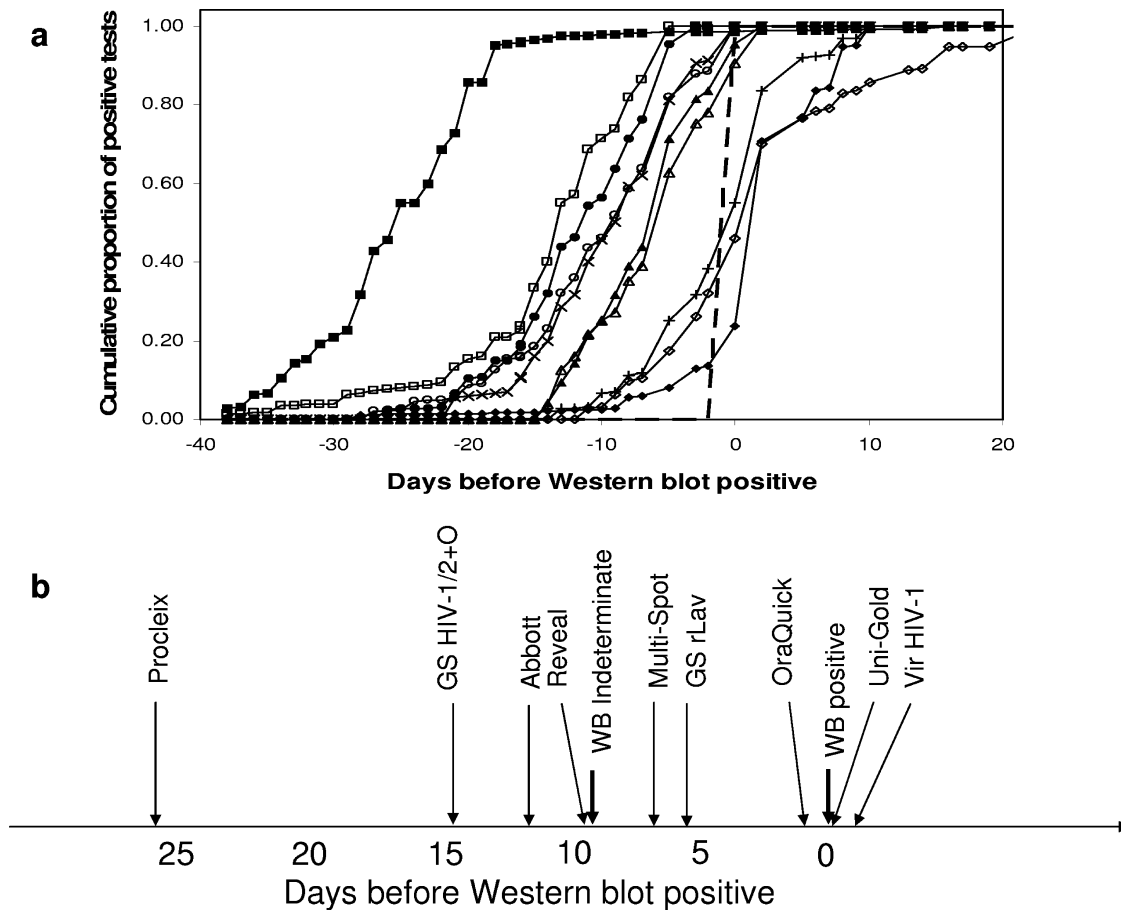 a
Cumulative proportion of positive tests
1.00
0.80
0.60
0.40
0.20
0.00
-40 -30 -20 -10 0 10 20
Days before Western blot positive
b
Procleix
GS HIV-1/2+O
Abbott
Reveal
WB Indeterminate
Multi-Spot
GS rLav
OraQuick
WB positive
Uni-Gold
Vir HIV-1
25 20 15 10 5 0
Days before Western blot positive